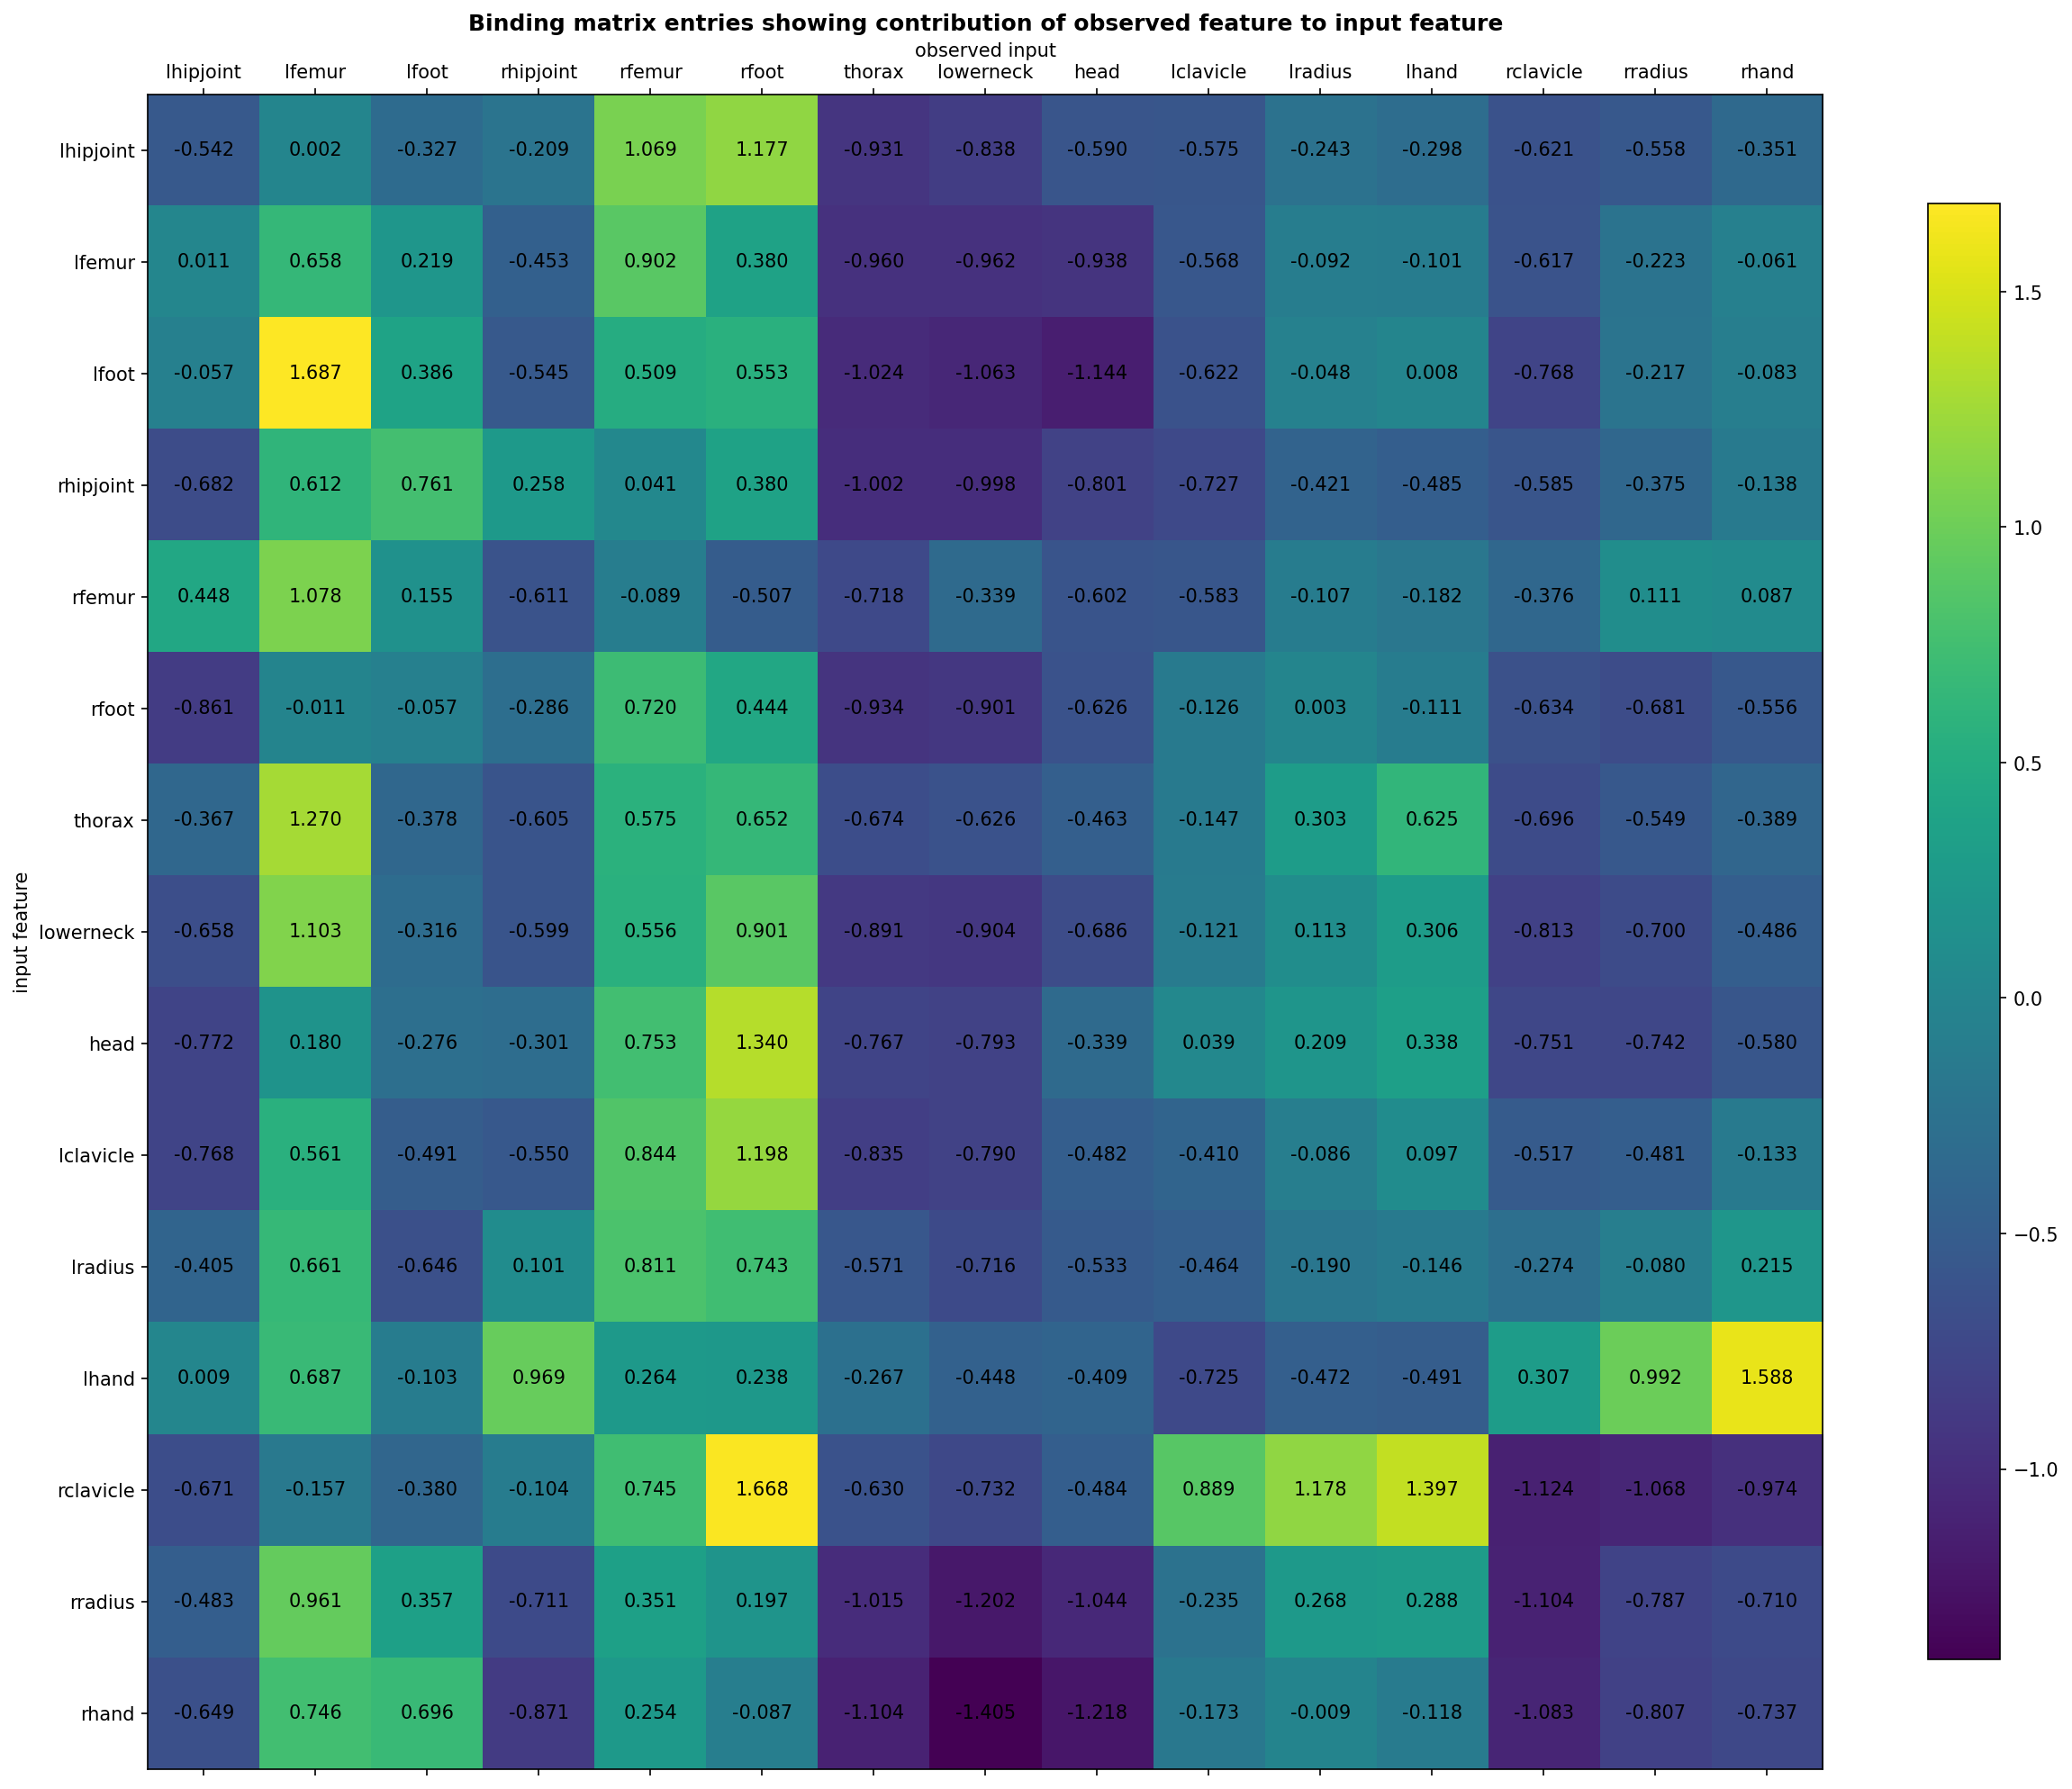 Binding matrix entries showing contribution of observed feature to input feature
observed input
lhipjoint lfemur lfoot rhipjoint rfemur rfoot thorax lowerneck head lclavicle lradius lhand rclavicle rradius rhand
input feature
lhipjoint -0.542 0.002 -0.327 -0.209 1.069 1.177 -0.931 -0.838 -0.590 -0.575 -0.243 -0.298 -0.621 -0.558 -0.351
lfemur 0.011 0.658 0.219 -0.453 0.902 0.380 -0.960 -0.962 -0.938 -0.568 -0.092 -0.101 -0.617 -0.223 -0.061
lfoot -0.057 1.687 0.386 -0.545 0.509 0.553 -1.024 -1.063 -1.144 -0.622 -0.048 0.008 -0.768 -0.217 -0.083
rhipjoint -0.682 0.612 0.761 0.258 0.041 0.380 -1.002 -0.998 -0.801 -0.727 -0.421 -0.485 -0.585 -0.375 -0.138
rfemur 0.448 1.078 0.155 -0.611 -0.089 -0.507 -0.718 -0.339 -0.602 -0.583 -0.107 -0.182 -0.376 0.111 0.087
rfoot -0.861 -0.011 -0.057 -0.286 0.720 0.444 -0.934 -0.901 -0.626 -0.126 0.003 -0.111 -0.634 -0.681 -0.556
thorax -0.367 1.270 -0.378 -0.605 0.575 0.652 -0.674 -0.626 -0.463 -0.147 0.303 0.625 -0.696 -0.549 -0.389
lowerneck -0.658 1.103 -0.316 -0.599 0.556 0.901 -0.891 -0.904 -0.686 -0.121 0.113 0.306 -0.813 -0.700 -0.486
head -0.772 0.180 -0.276 -0.301 0.753 1.340 -0.767 -0.793 -0.339 0.039 0.209 0.338 -0.751 -0.742 -0.580
lclavicle -0.768 0.561 -0.491 -0.550 0.844 1.198 -0.835 -0.790 -0.482 -0.410 -0.086 0.097 -0.517 -0.481 -0.133
lradius -0.405 0.661 -0.646 0.101 0.811 0.743 -0.571 -0.716 -0.533 -0.464 -0.190 -0.146 -0.274 -0.080 0.215
lhand 0.009 0.687 -0.103 0.969 0.264 0.238 -0.267 -0.448 -0.409 -0.725 -0.472 -0.491 0.307 0.992 1.588
rclavicle -0.671 -0.157 -0.380 -0.104 0.745 1.668 -0.630 -0.732 -0.484 0.889 1.178 1.397 -1.124 -1.068 -0.974
rradius -0.483 0.961 0.357 -0.711 0.351 0.197 -1.015 -1.202 -1.044 -0.235 0.268 0.288 -1.104 -0.787 -0.710
rhand -0.649 0.746 0.696 -0.871 0.254 -0.087 -1.104 -1.405 -1.218 -0.173 -0.009 -0.118 -1.083 -0.807 -0.737
1.5
1.0
0.5
0.0
−0.5
−1.0